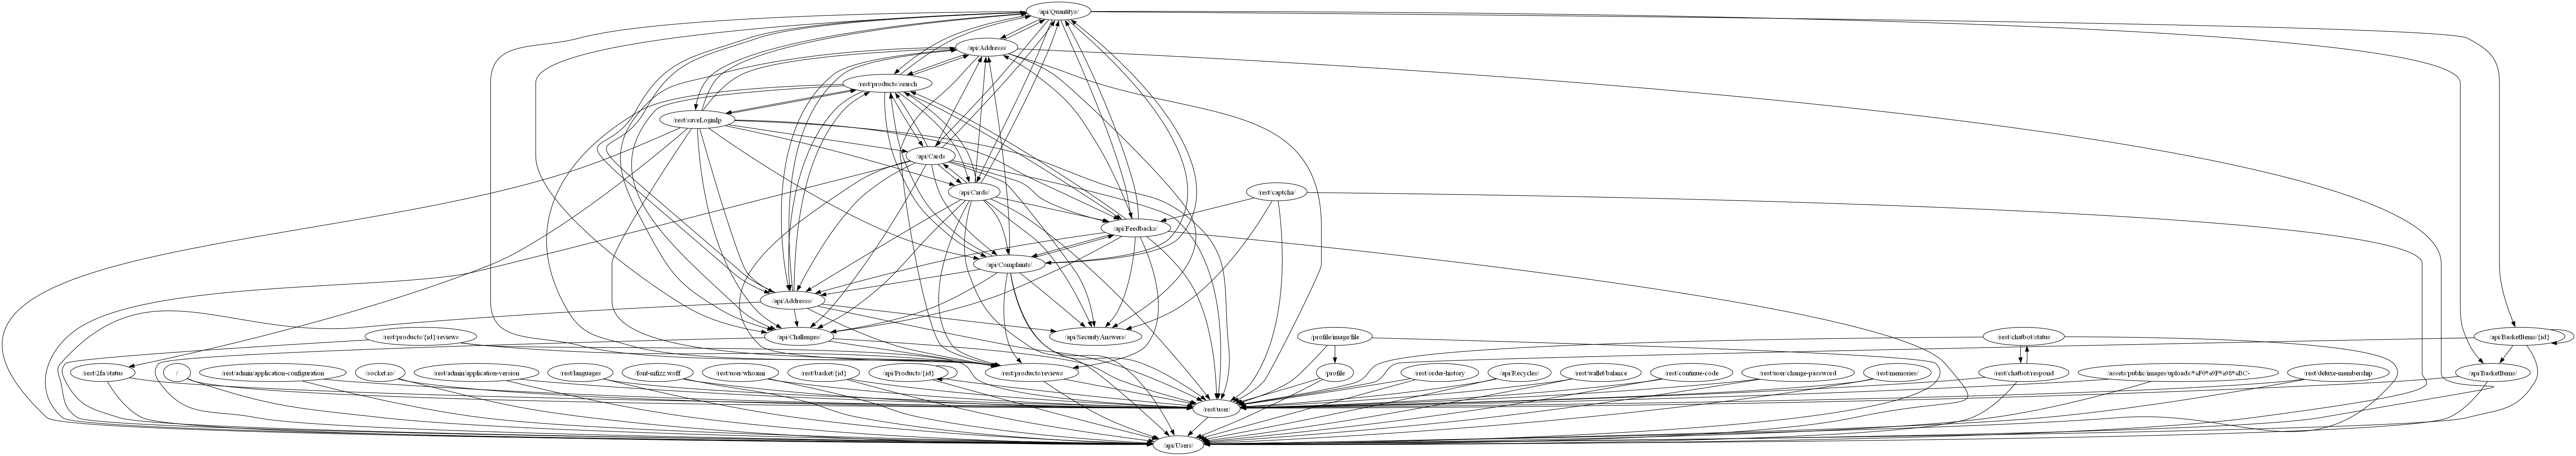 /api/Quantitys/
/api/Addresss
/rest/products/search
/rest/saveLoginIp
/api/Cards
/api/Cards/
/rest/captcha/
/api/Feedbacks/
/api/Complaints/
/api/Addresss/
/rest/products/{id}/reviews
/api/Challenges/
/api/SecurityAnswers/
/profile/image/file
/rest/chatbot/status
/api/BasketItems/{id}
/rest/2fa/status
/
/rest/admin/application-configuration
/socket.io/
/rest/admin/application-version
/rest/languages
/font-mfizz.woff
/rest/user/whoami
/rest/basket/{id}
/api/Products/{id}
/rest/products/reviews
/profile
/rest/order-history
/api/Recycles/
/rest/wallet/balance
/rest/continue-code
/rest/user/change-password
/rest/memories/
/rest/chatbot/respond
/assets/public/images/uploads/%F0%9F%98%BC-
/rest/deluxe-membership
/api/BasketItems/
/rest/user/
/api/Users/